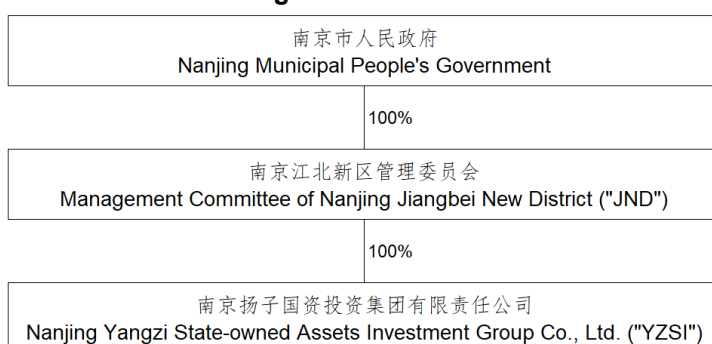 南京市人民政府
Nanjing Municipal People's Government
100%
南京江北新区管理委员会
Management Committee of Nanjing Jiangbei New District ("JND")
100%
南京扬子国资投资集团有限责任公司
Nanjing Yangzi State-owned Assets Investment Group Co., Ltd. ("YZSI")